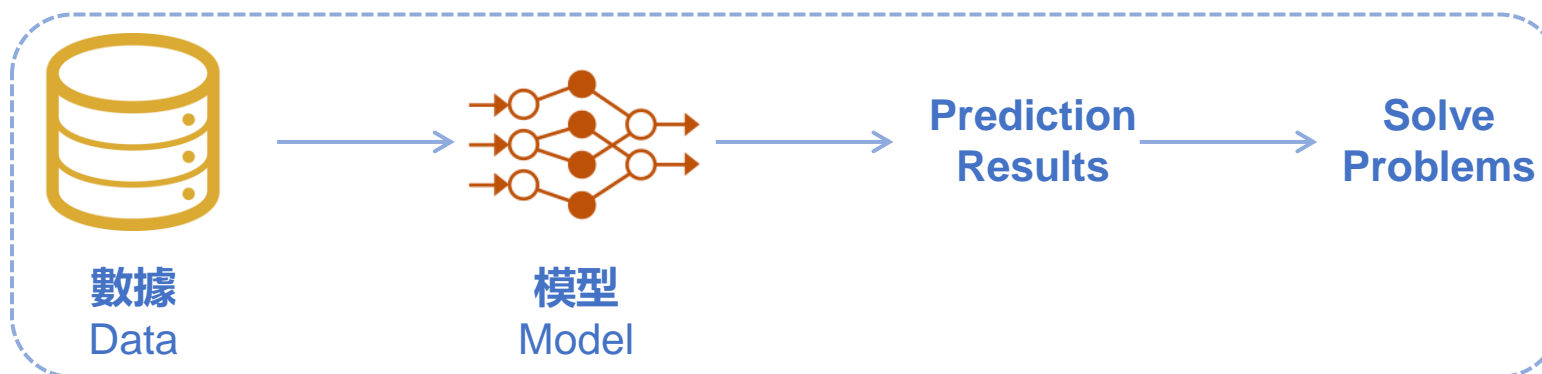 數據
Data
模型
Model
Prediction
Results
Solve
Problems